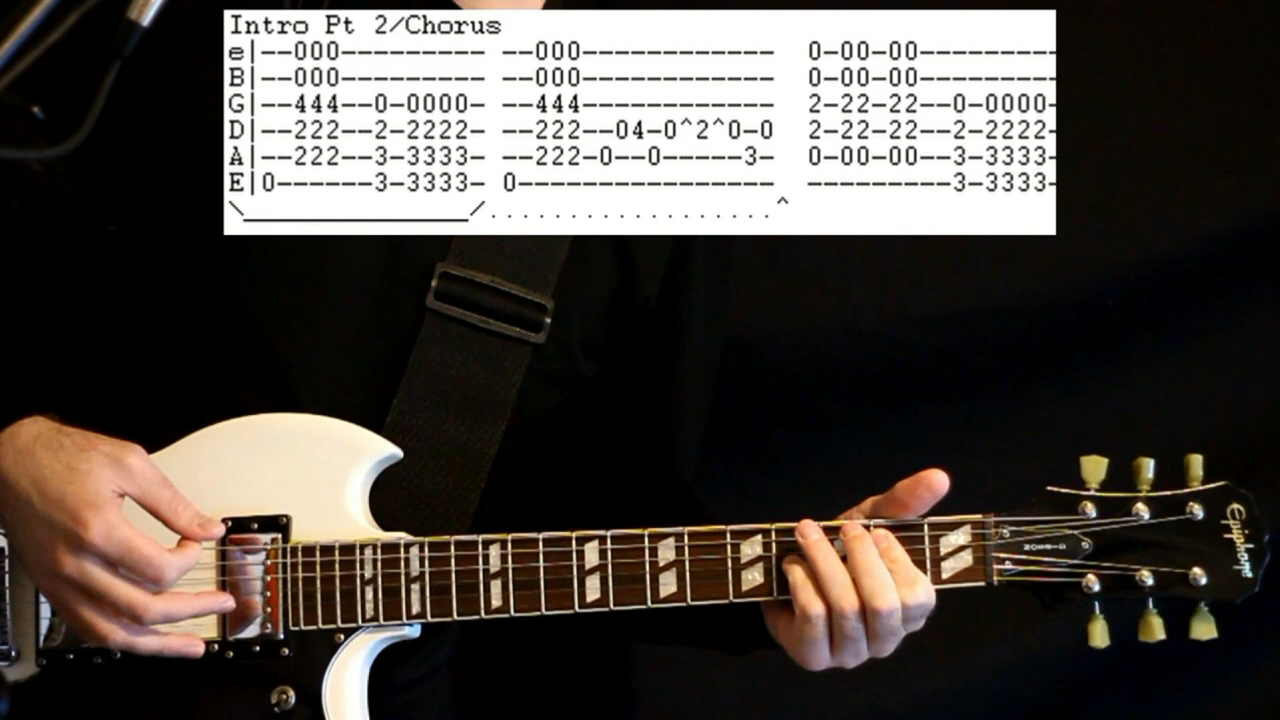 Intro Pt 2/Chorus
e|--000--------- --000------------ 0-00-00---------
B|--000--------- --000------------ 0-00-00---------
G|--444--0-0000- --444------------ 2-22-22--0-0000-
D|--222--2-2222- --222--04-0^2^0-0 2-22-22--2-2222-
A|--222--3-3333- --222-0--0-----3- 0-00-00--3-3333-
E|0------3-3333- 0---------------- ---------3-3333-
\______________/..................^
Epiphone